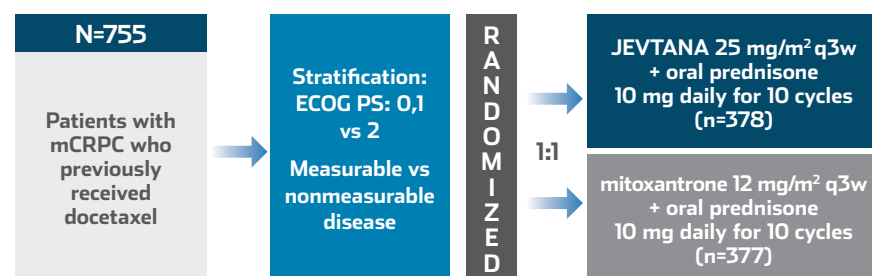 N=755
Patients with
mCRPC who
previously
received
docetaxel
Stratification:
ECOG PS: 0,1
vs 2
Measurable vs
nonmeasurable
disease
RANDOMIZED
1:1
JEVTANA 25 mg/m² q3w
+ oral prednisone
10 mg daily for 10 cycles
(n=378)
mitoxantrone 12 mg/m² q3w
+ oral prednisone
10 mg daily for 10 cycles
(n=377)